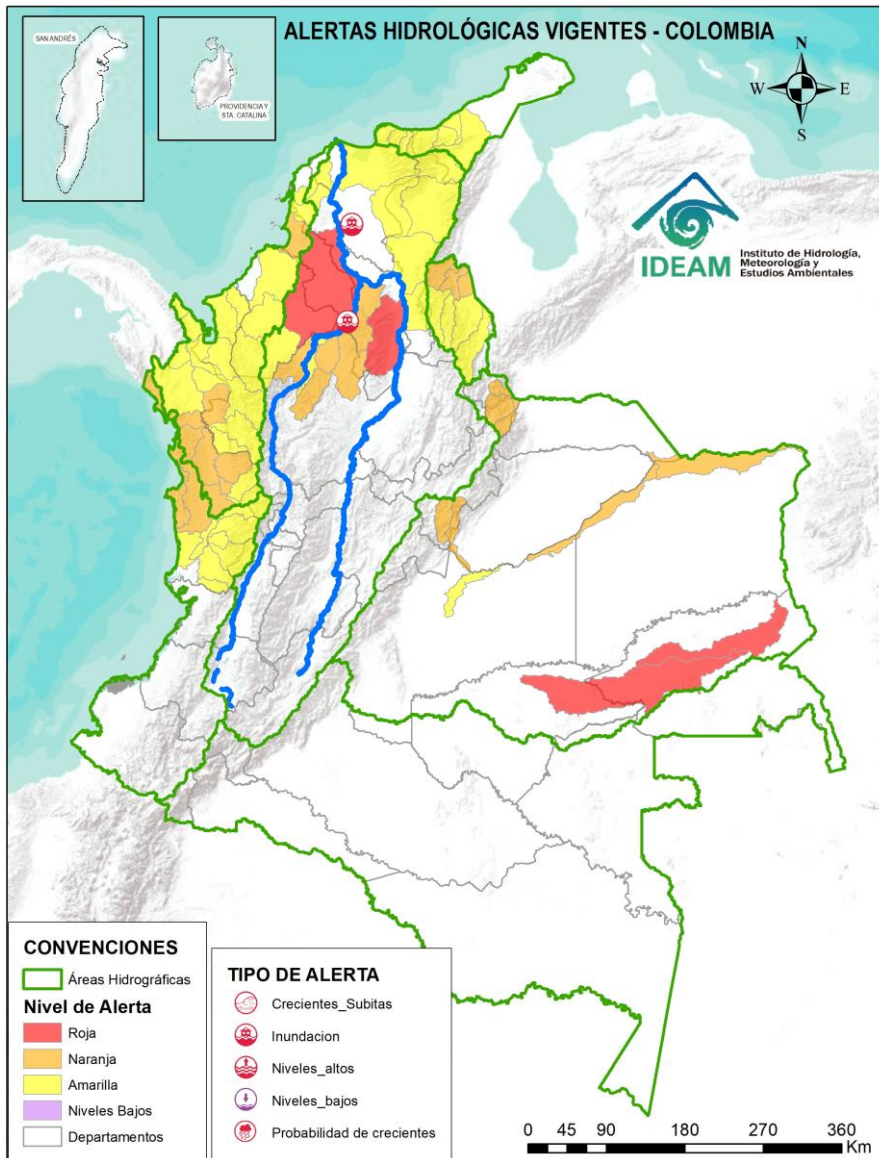 ALERTAS HIDROLÓGICAS VIGENTES - COLOMBIA
SAN ANDRÉS
PROVIDENCIA Y
STA. CATALINA
N
W
E
S
IDEAM
Instituto de Hidrología,
Meteorología y
Estudios Ambientales
CONVENCIONES
Áreas Hidrográficas
Nivel de Alerta
Roja
Naranja
Amarilla
Niveles Bajos
Departamentos
TIPO DE ALERTA
Crecientes_Subitas
Inundacion
Niveles_altos
Niveles_bajos
Probabilidad de crecientes
0 45 90 180 270 360
Km